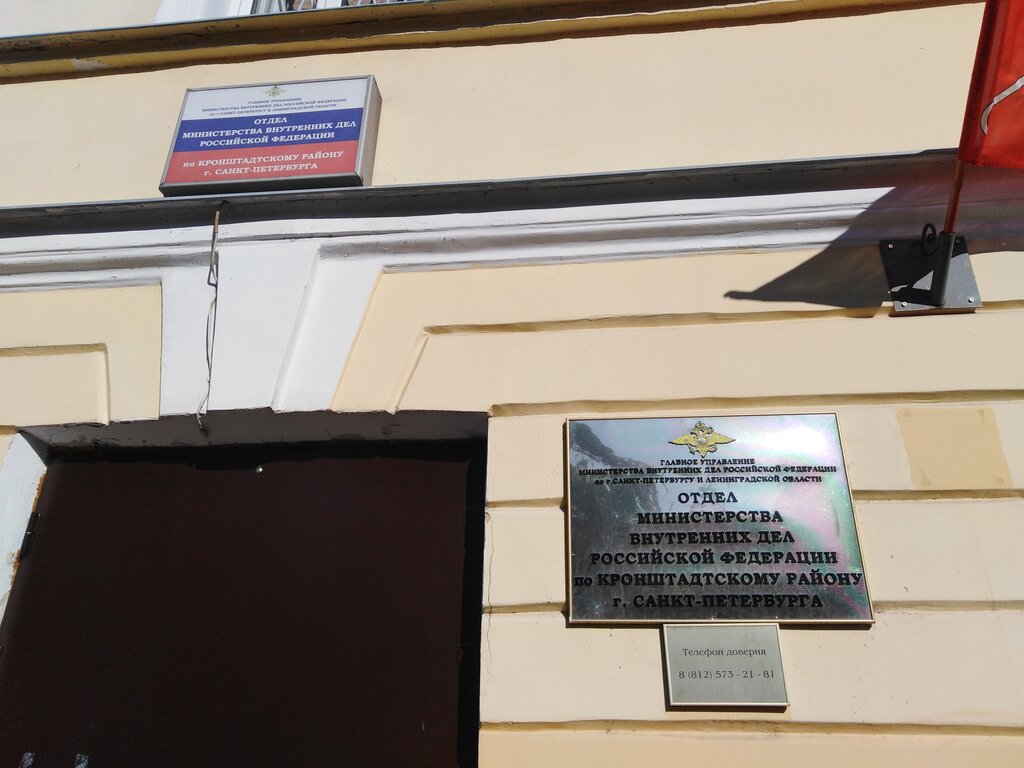 ГЛАВНОЕ УПРАВЛЕНИЕ
МИНИСТЕРСТВА ВНУТРЕННИХ ДЕЛ РОССИЙСКОЙ ФЕДЕРАЦИИ
по г.САНКТ-ПЕТЕРБУРГУ И ЛЕНИНГРАДСКОЙ ОБЛАСТИ
ОТДЕЛ
МИНИСТЕРСТВА ВНУТРЕННИХ ДЕЛ
РОССИЙСКОЙ ФЕДЕРАЦИИ
по КРОНШТАДТСКОМУ РАЙОНУ
г. САНКТ-ПЕТЕРБУРГА
ГЛАВНОЕ УПРАВЛЕНИЕ
МИНИСТЕРСТВА ВНУТРЕННИХ ДЕЛ РОССИЙСКОЙ ФЕДЕРАЦИИ
по г.САНКТ-ПЕТЕРБУРГУ И ЛЕНИНГРАДСКОЙ ОБЛАСТИ
ОТДЕЛ
МИНИСТЕРСТВА
ВНУТРЕННИХ ДЕЛ
РОССИЙСКОЙ ФЕДЕРАЦИИ
по КРОНШТАДТСКОМУ РАЙОНУ
г. САНКТ-ПЕТЕРБУРГА
Телефон доверия
8 (812) 573 - 21 - 81